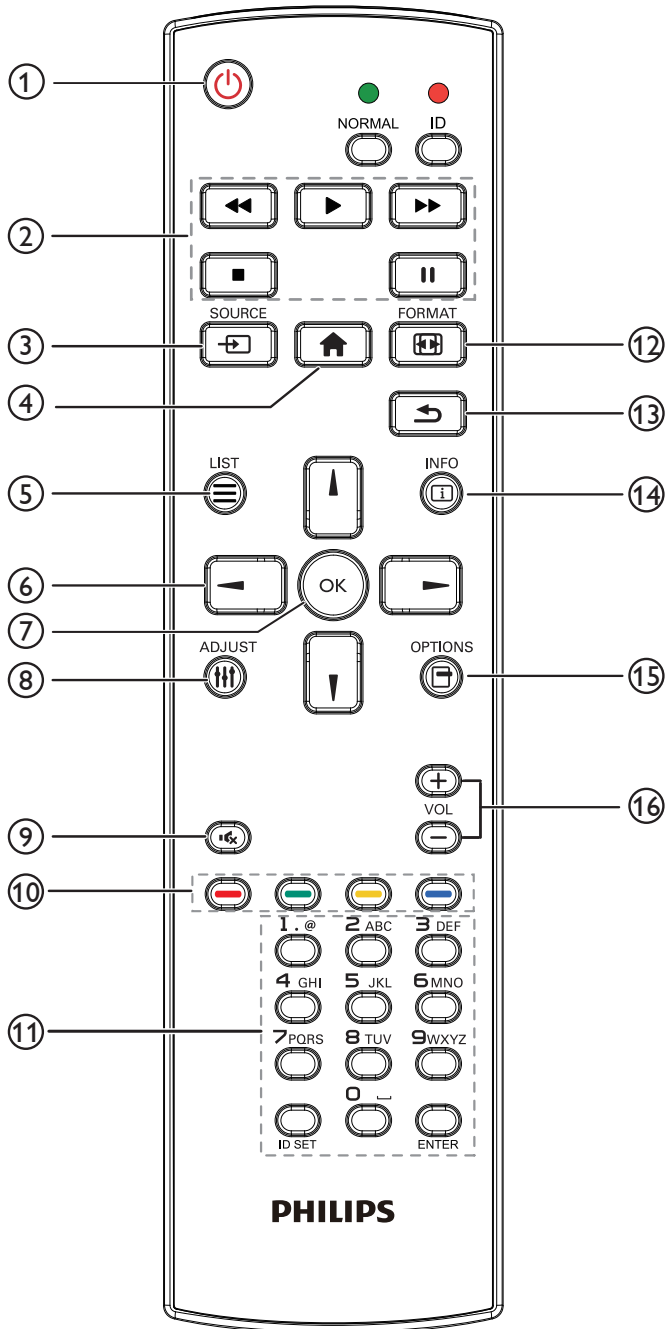 1
NORMAL ID
2
SOURCE FORMAT
3 12
4
13
LIST INFO
5 i 14
6 OK
7
ADJUST OPTIONS
8 15
+
VOL 16
9 −
10
1 . @ 2 ABC 3 DEF
4 GHI 5 JKL 6 MNO
11
7 PQRS 8 TUV 9 WXYZ
0 ⎵
ID SET ENTER
PHILIPS